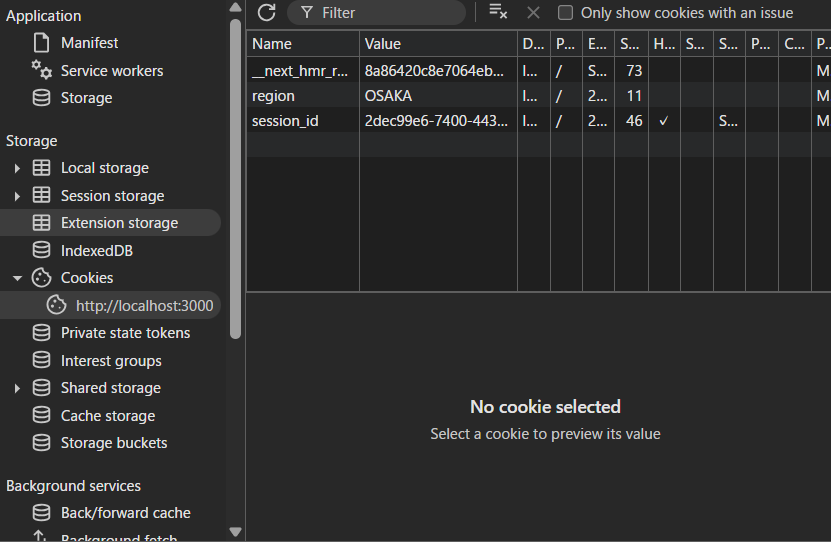 Application
Manifest
Service workers
Storage
Storage
Local storage
Session storage
Extension storage
IndexedDB
Cookies
http://localhost:3000
Private state tokens
Interest groups
Shared storage
Cache storage
Storage buckets
Background services
Back/forward cache
Background fetch
Filter Only show cookies with an issue
Name Value D... P... E... S... H... S... S... P... C... P...
__next_hmr_r... 8a86420c8e7064eb... l... / S... 73 M
region OSAKA l... / 2... 11 M
session_id 2dec99e6-7400-443... l... / 2... 46 ✓ S... M
No cookie selected
Select a cookie to preview its value